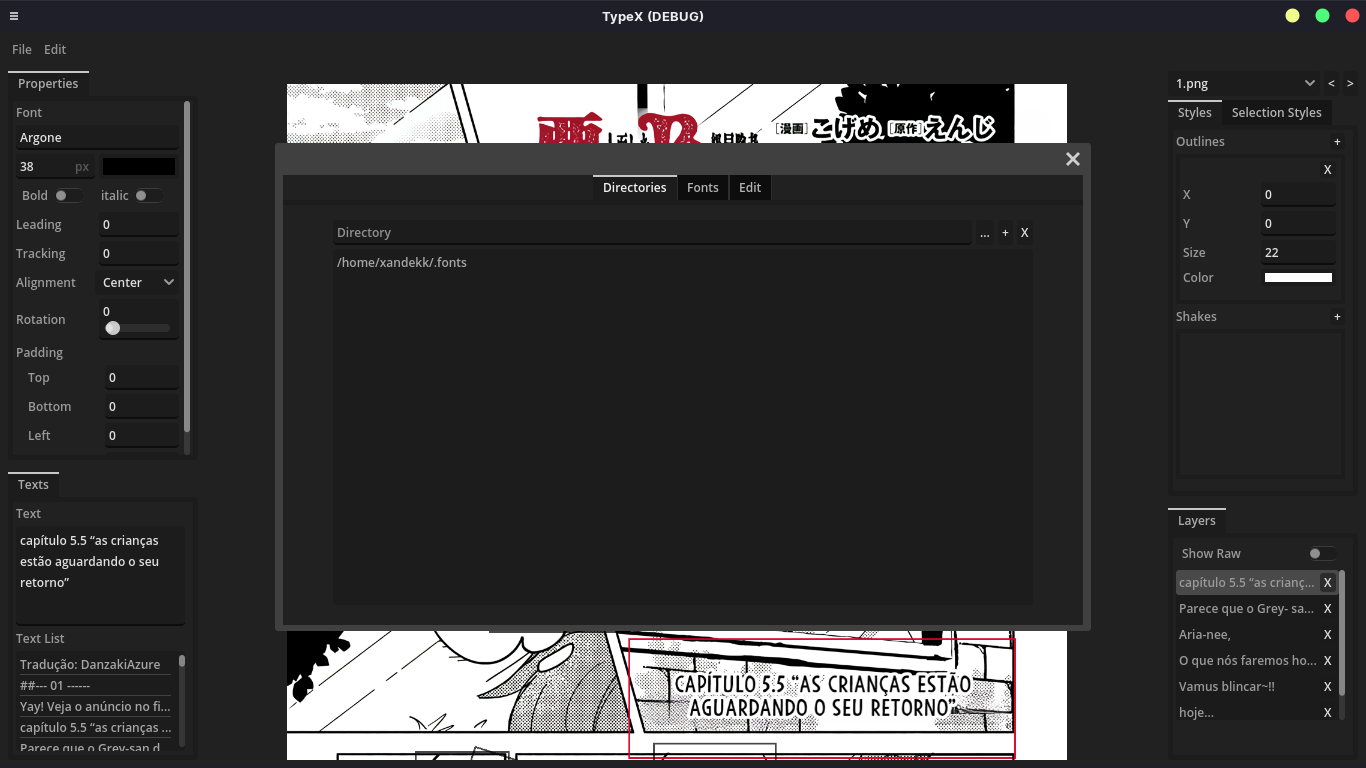 TypeX (DEBUG)
File Edit
Properties
Font
Argone
38 px
Bold italic
Leading 0
Tracking 0
Alignment Center
Rotation 0
Padding
Top 0
Bottom 0
Left 0
Texts
Text
capítulo 5.5 “as crianças
estão aguardando o seu
retorno”
Text List
Tradução: DanzakiAzure
##--- 01 ------
Yay! Veja o anúncio no fi...
capítulo 5.5 “as crianças ...
Parece que o Grey-san d
[漫画]こげめ [原作]えんじ
Directories Fonts Edit
Directory ... + X
/home/xandekk/.fonts
CAPÍTULO 5.5 “AS CRIANÇAS ESTÃO
AGUARDANDO O SEU RETORNO”
1.png < >
Styles Selection Styles
Outlines +
X
X 0
Y 0
Size 22
Color
Shakes +
Layers
Show Raw
capítulo 5.5 “as crianç... X
Parece que o Grey- sa... X
Aria-nee, X
O que nós faremos ho... X
Vamus blincar~!! X
hoje... X